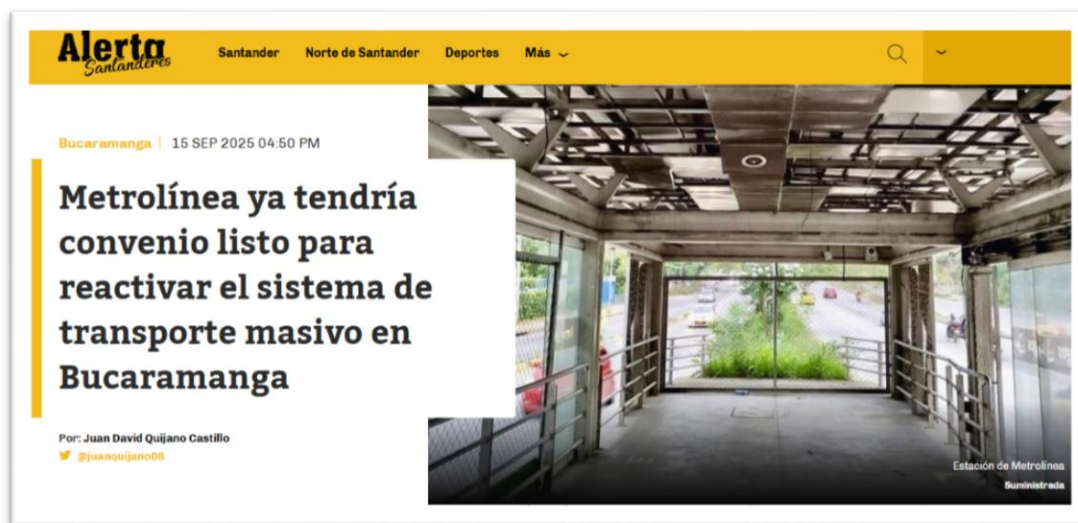 Alerta
Santanderes
Santander Norte de Santander Deportes Más
Bucaramanga | 15 SEP 2025 04:50 PM
Metrolínea ya tendría
convenio listo para
reactivar el sistema de
transporte masivo en
Bucaramanga
Por: Juan David Quijano Castillo
@juanquijano08
Estación de Metrolínea
Suministrada